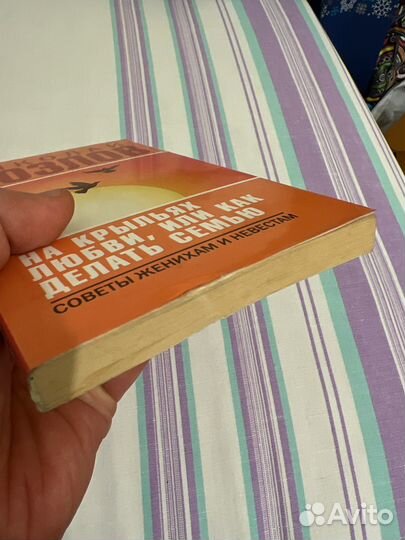 НА КРЫЛЬЯХ
ЛЮБВИ, ИЛИ КАК
ДЕЛАТЬ СЕМЬЮ
СОВЕТЫ ЖЕНИХАМ И НЕВЕСТАМ
Avito